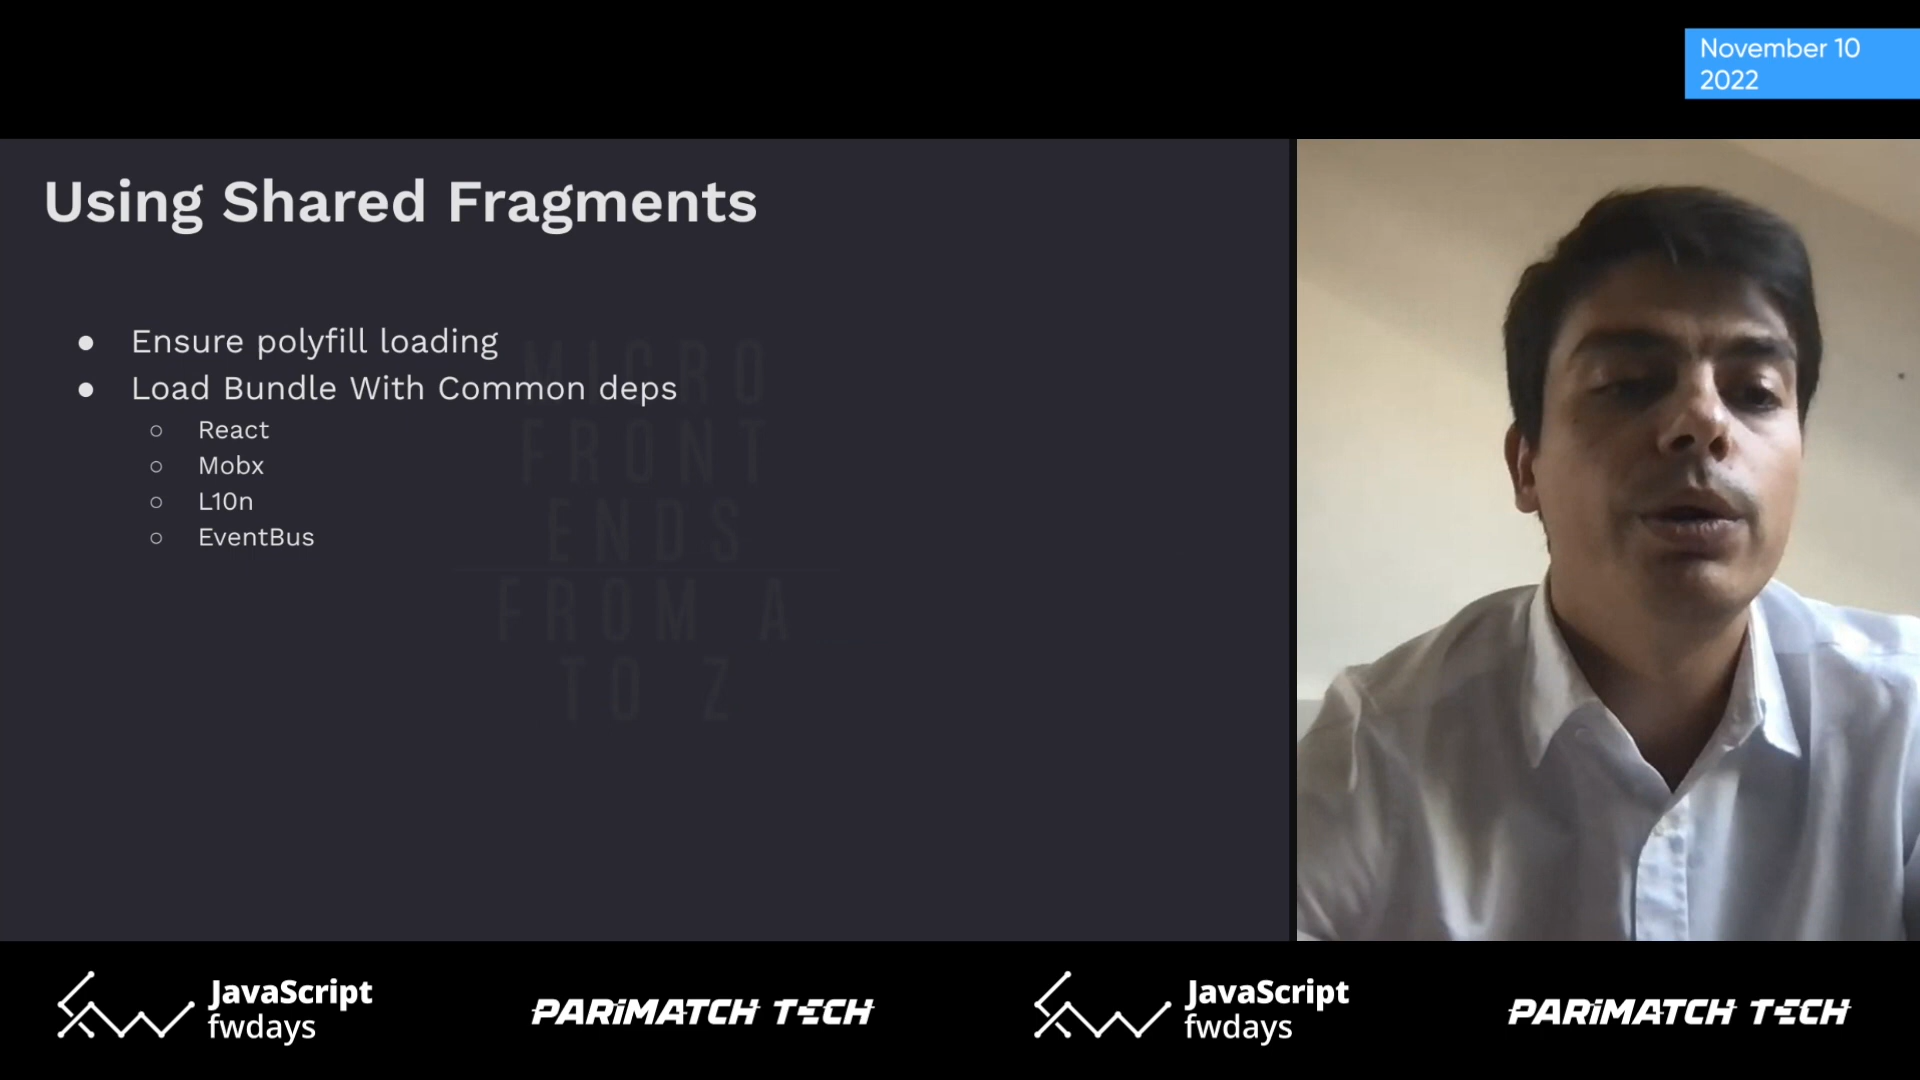 November 10
2022
Using Shared Fragments
Ensure polyfill loading
Load Bundle With Common deps
React
Mobx
L10n
EventBus
MICRO
FRONT
ENDS
FROM A
TO Z
JavaScript
fwdays
PARiMATCH TECH
JavaScript
fwdays
PARiMATCH TECH